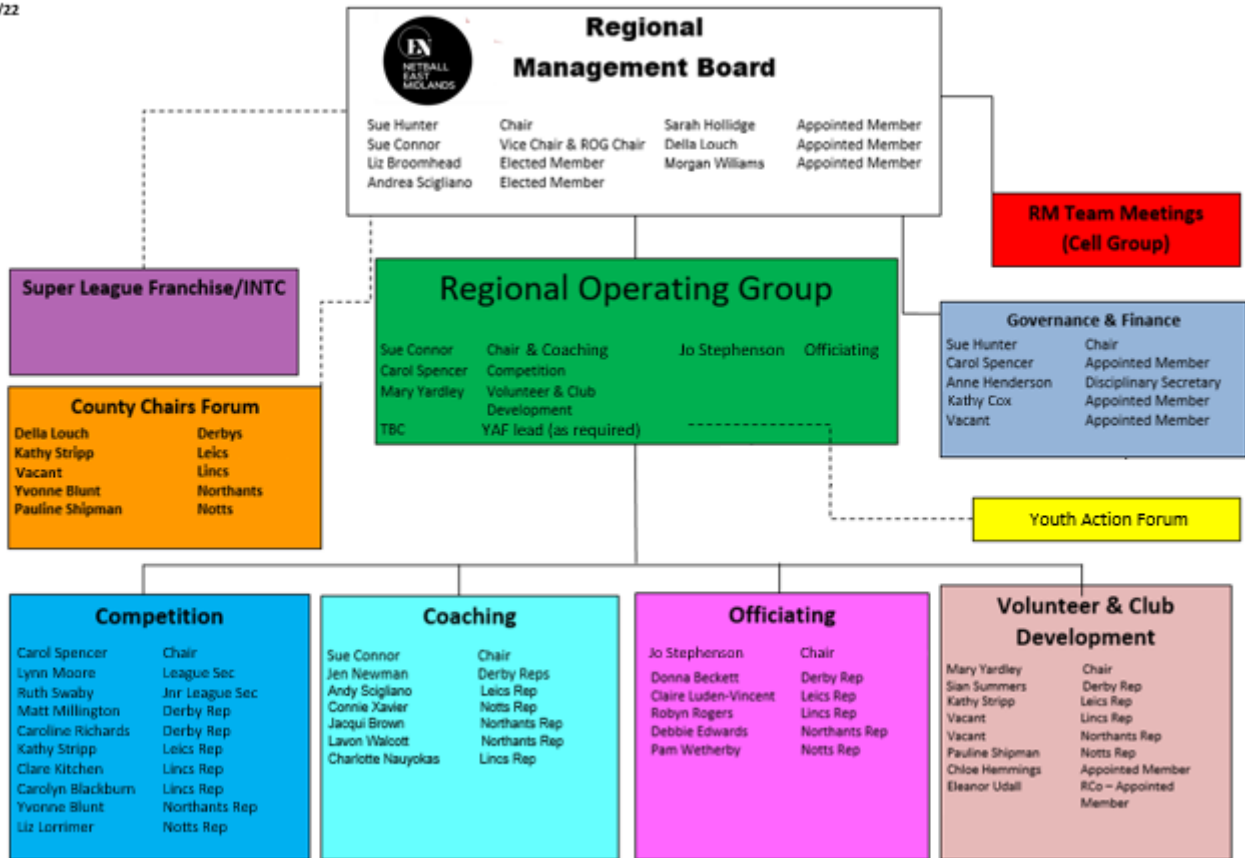 /22
Regional
Management Board
EN
NETBALL
EAST
MIDLANDS
Sue Hunter Chair Sarah Hollidge Appointed Member
Sue Connor Vice Chair & ROG Chair Della Louch Appointed Member
Liz Broomhead Elected Member Morgan Williams Appointed Member
Andrea Scigliano Elected Member
RM Team Meetings
(Cell Group)
Super League Franchise/INTC
Regional Operating Group
Sue Connor Chair & Coaching Jo Stephenson Officiating
Carol Spencer Competition
Mary Yardley Volunteer & Club
Development
TBC YAF lead (as required)
Governance & Finance
Sue Hunter Chair
Carol Spencer Appointed Member
Anne Henderson Disciplinary Secretary
Kathy Cox Appointed Member
Vacant Appointed Member
County Chairs Forum
Della Louch Derbys
Kathy Stripp Leics
Vacant Lincs
Yvonne Blunt Northants
Pauline Shipman Notts
Youth Action Forum
Competition
Carol Spencer Chair
Lynn Moore League Sec
Ruth Swaby Jnr League Sec
Matt Millington Derby Rep
Caroline Richards Derby Rep
Kathy Stripp Leics Rep
Clare Kitchen Lincs Rep
Carolyn Blackburn Lincs Rep
Yvonne Blunt Northants Rep
Liz Lorrimer Notts Rep
Coaching
Sue Connor Chair
Jen Newman Derby Reps
Andy Scigliano Leics Rep
Connie Xavier Notts Rep
Jacqui Brown Northants Rep
Lavon Walcott Northants Rep
Charlotte Nauyokas Lincs Rep
Officiating
Jo Stephenson Chair
Donna Beckett Derby Rep
Claire Luden-Vincent Leics Rep
Robyn Rogers Lincs Rep
Debbie Edwards Northants Rep
Pam Wetherby Notts Rep
Volunteer & Club
Development
Mary Yardley Chair
Sian Summers Derby Rep
Kathy Stripp Leics Rep
Vacant Lincs Rep
Vacant Northants Rep
Pauline Shipman Notts Rep
Chloe Hemmings Appointed Member
Eleanor Udall RCo – Appointed
Member